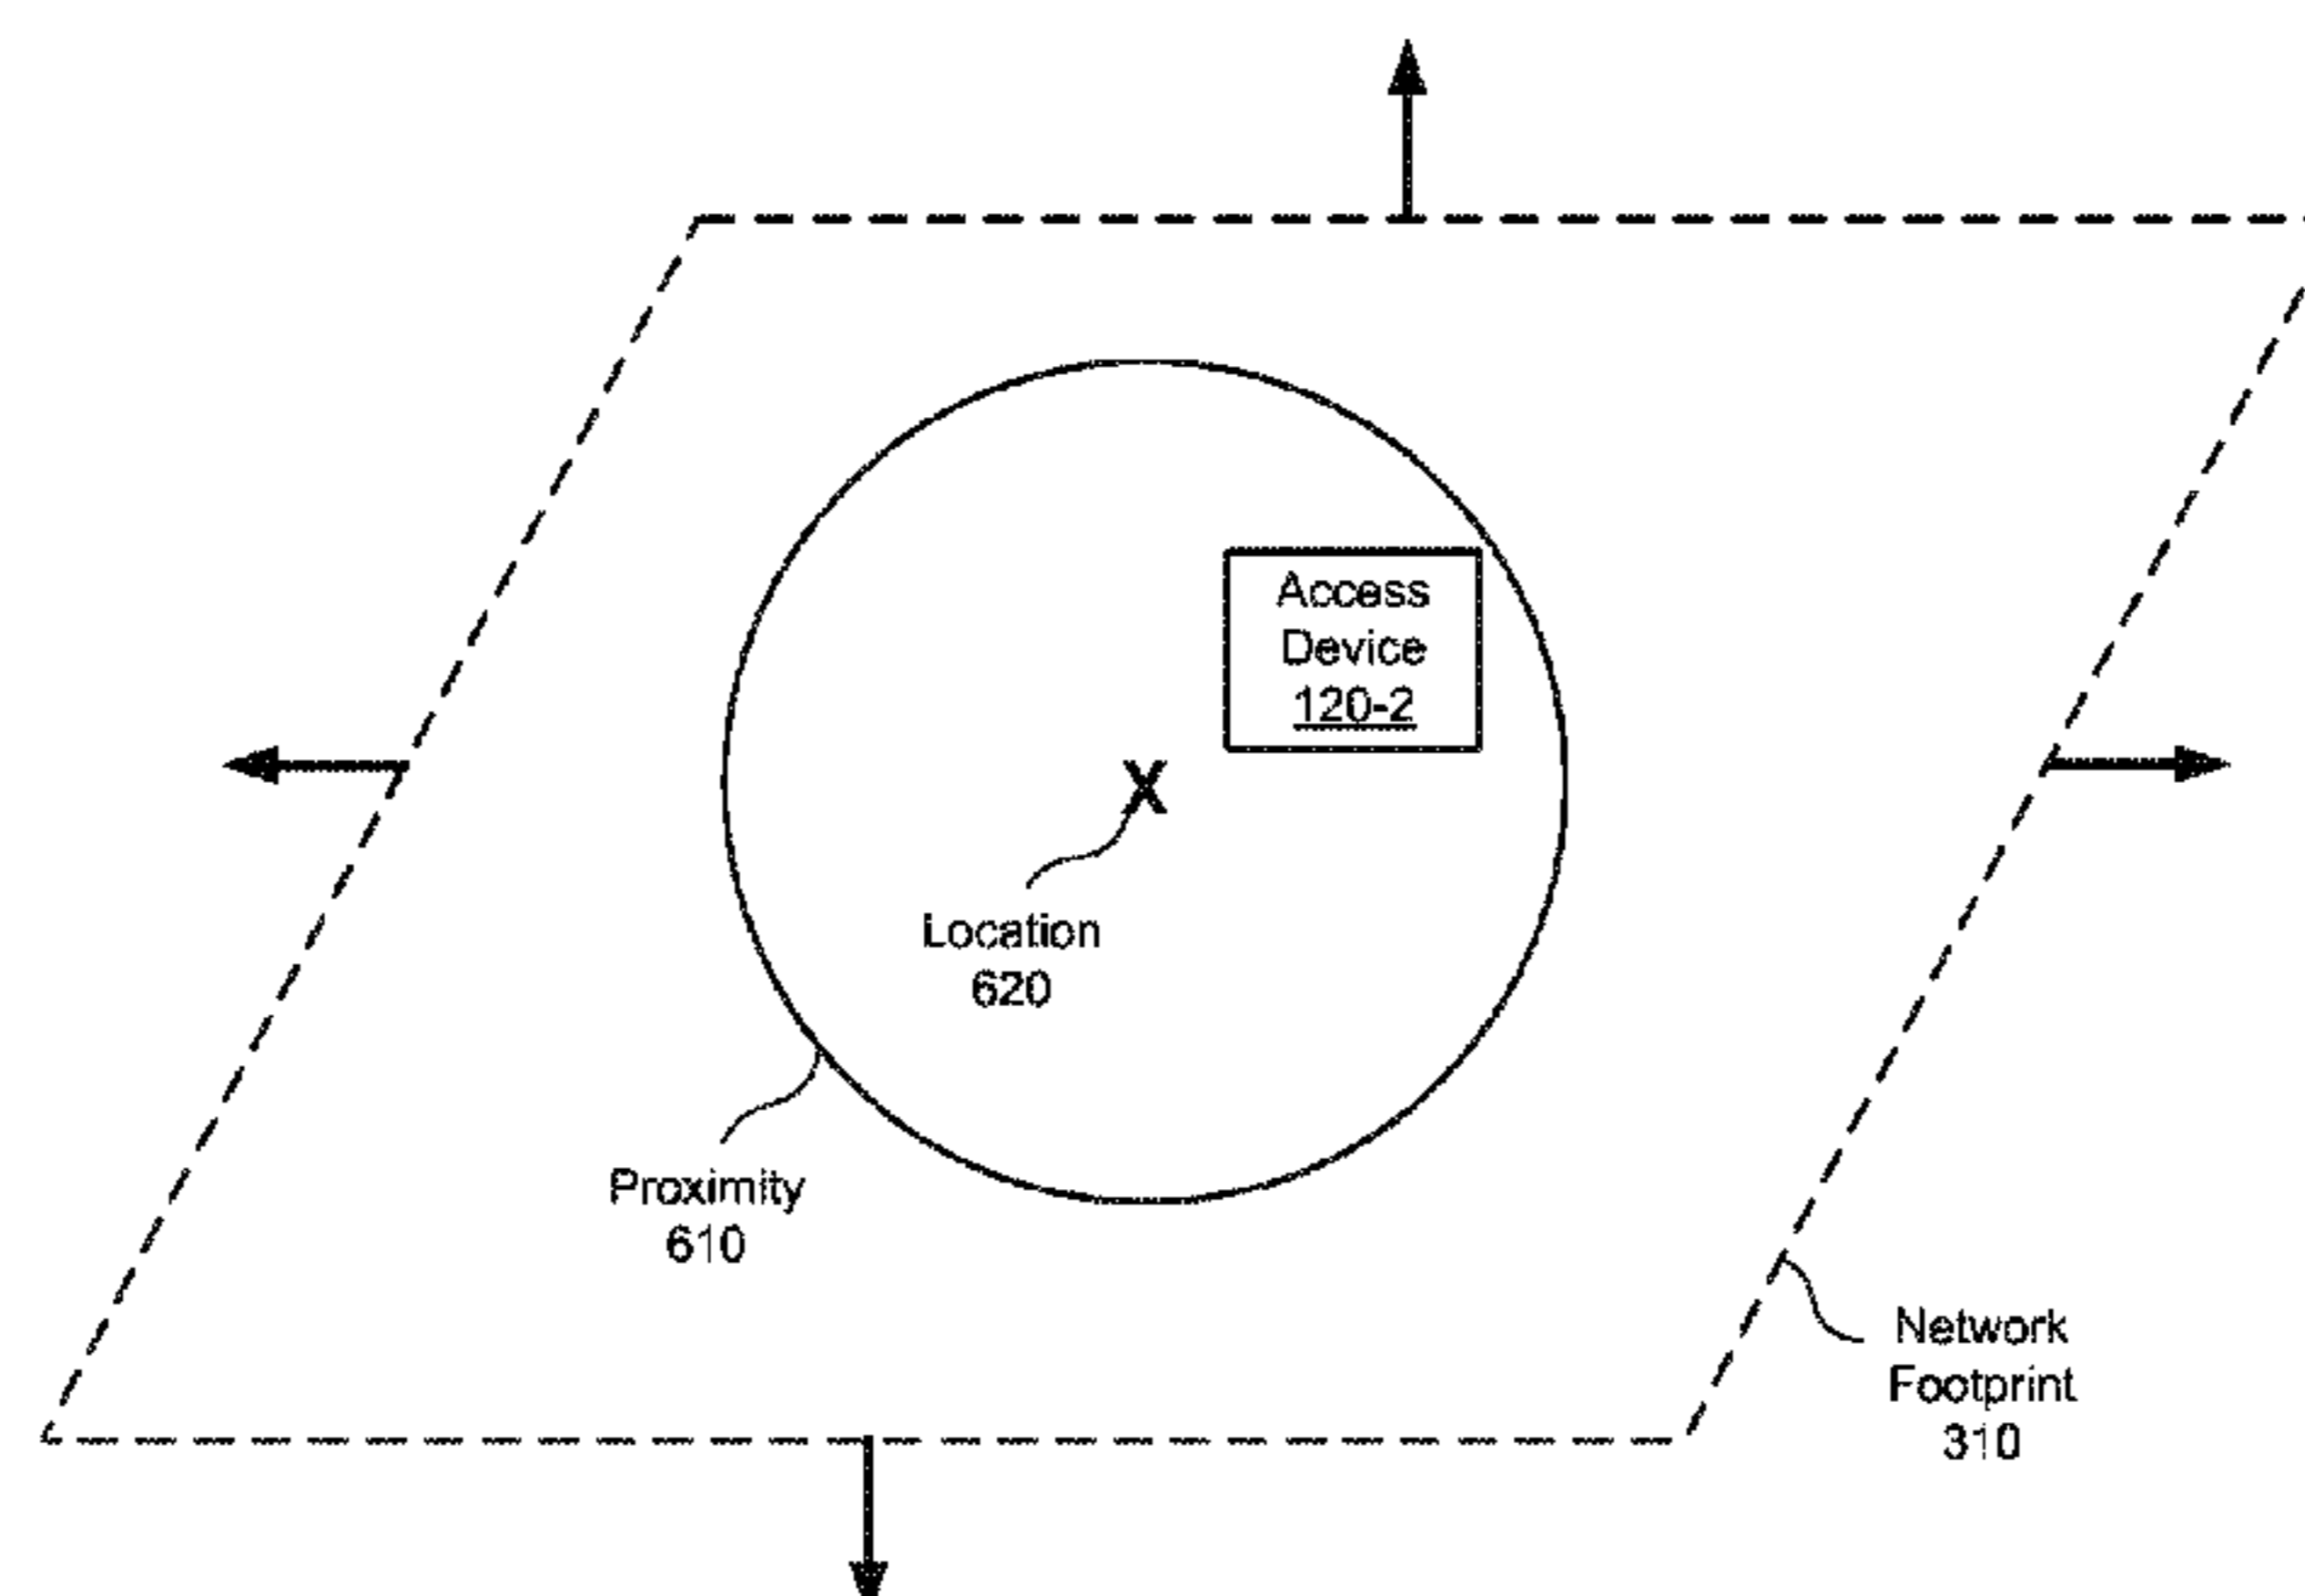 Access
Device
120-2
X
Location
620
Proximity
610
Network
Footprint
310